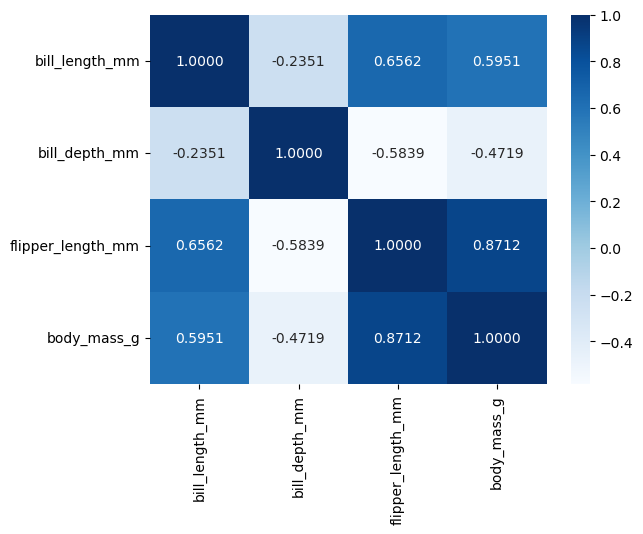 bill_length_mm 1.0000 -0.2351 0.6562 0.5951
bill_depth_mm -0.2351 1.0000 -0.5839 -0.4719
flipper_length_mm 0.6562 -0.5839 1.0000 0.8712
body_mass_g 0.5951 -0.4719 0.8712 1.0000
bill_length_mm
bill_depth_mm
flipper_length_mm
body_mass_g
1.0
0.8
0.6
0.4
0.2
0.0
−0.2
−0.4